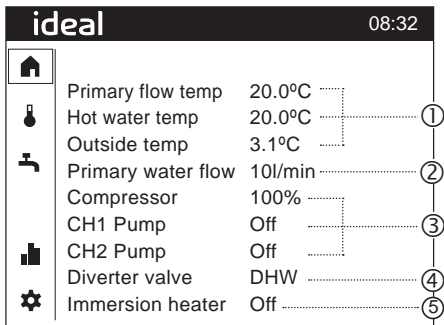 ideal 08:32
Primary flow temp 20.0ºC
Hot water temp 20.0ºC ①
Outside temp 3.1ºC
Primary water flow 10l/min ②
Compressor 100%
CH1 Pump Off ③
CH2 Pump Off
Diverter valve DHW ④
Immersion heater Off ⑤